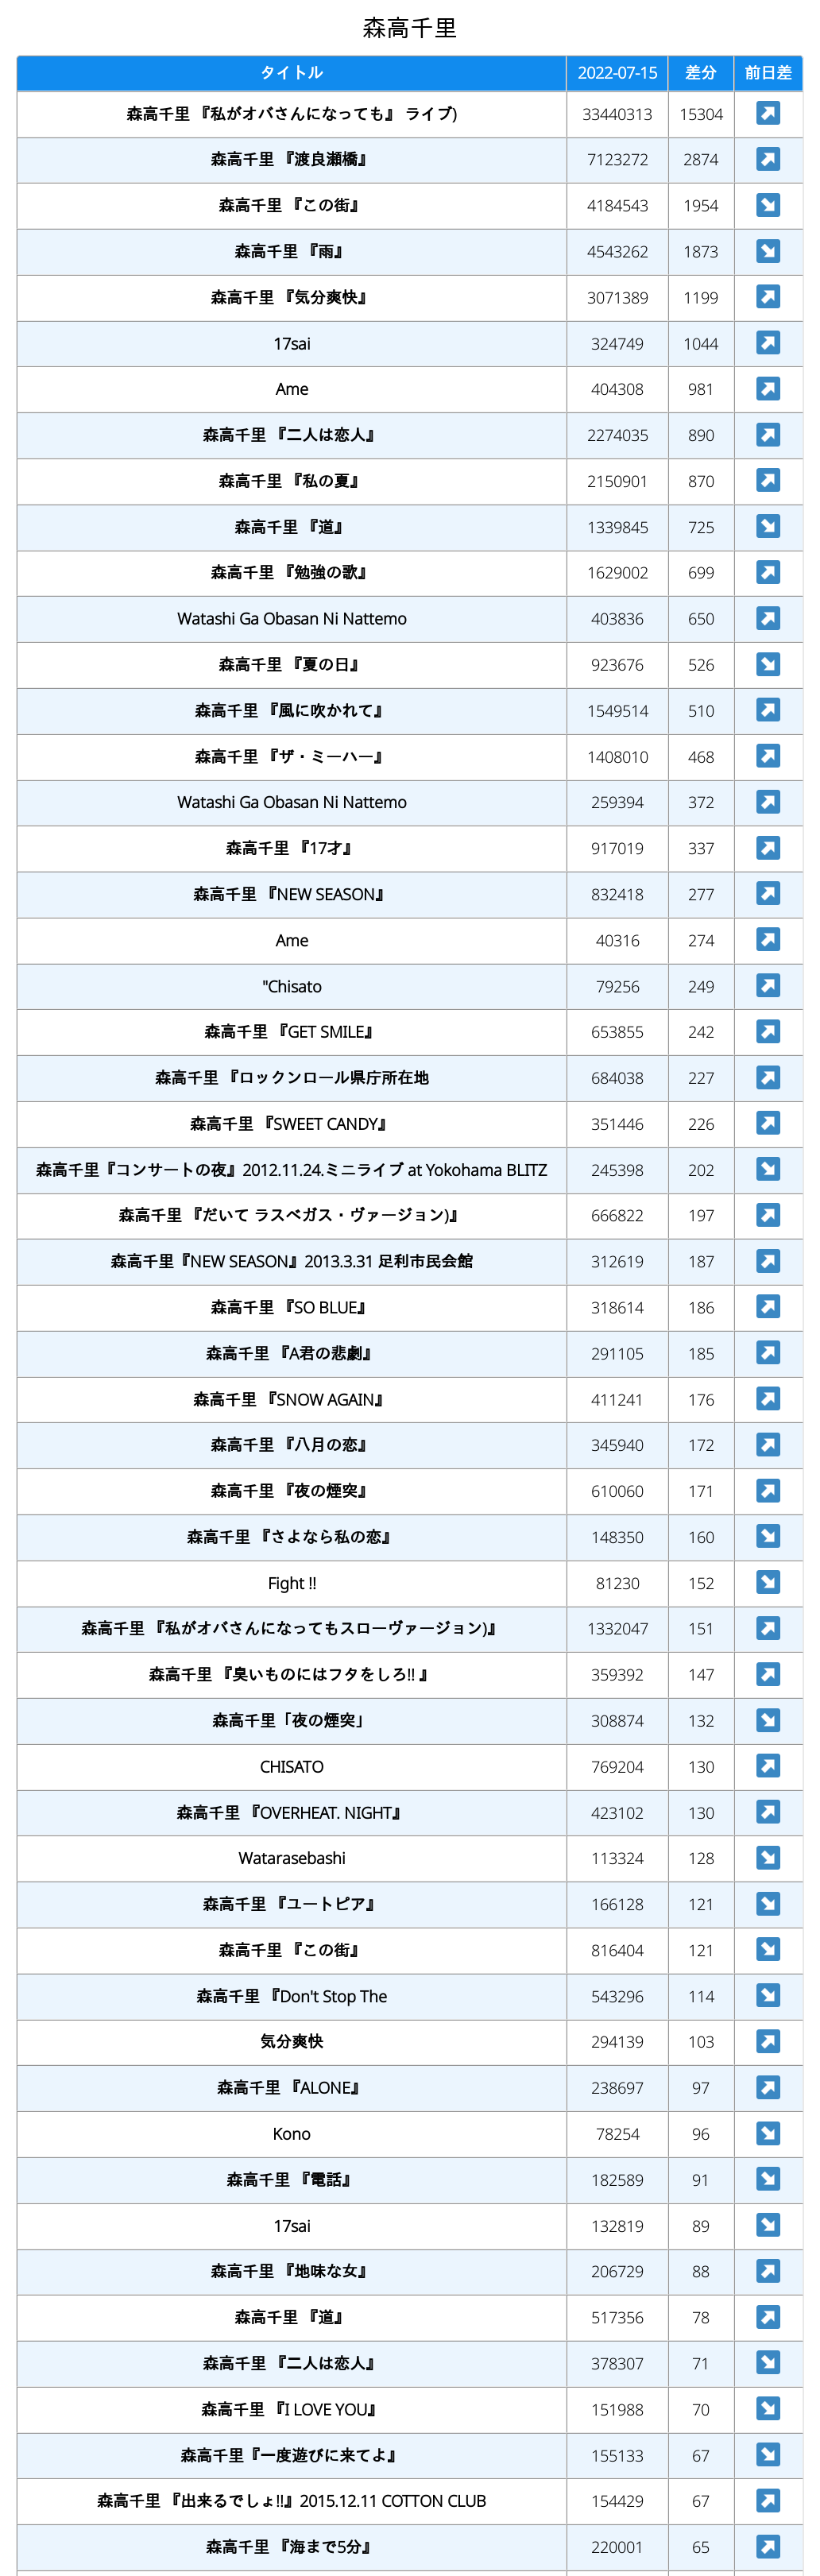 森高千里
タイトル 2022-07-15 差分 前日差
森高千里 『私がオバさんになっても』 ライブ) 33440313 15304
森高千里 『渡良瀬橋』 7123272 2874
森高千里 『この街』 4184543 1954
森高千里 『雨』 4543262 1873
森高千里 『気分爽快』 3071389 1199
17sai 324749 1044
Ame 404308 981
森高千里 『二人は恋人』 2274035 890
森高千里 『私の夏』 2150901 870
森高千里 『道』 1339845 725
森高千里 『勉強の歌』 1629002 699
Watashi Ga Obasan Ni Nattemo 403836 650
森高千里 『夏の日』 923676 526
森高千里 『風に吹かれて』 1549514 510
森高千里 『ザ・ミーハー』 1408010 468
Watashi Ga Obasan Ni Nattemo 259394 372
森高千里 『17才』 917019 337
森高千里 『NEW SEASON』 832418 277
Ame 40316 274
"Chisato 79256 249
森高千里 『GET SMILE』 653855 242
森高千里 『ロックンロール県庁所在地 684038 227
森高千里 『SWEET CANDY』 351446 226
森高千里『コンサートの夜』2012.11.24.ミニライブ at Yokohama BLITZ 245398 202
森高千里 『だいて ラスベガス・ヴァージョン)』 666822 197
森高千里『NEW SEASON』2013.3.31 足利市民会館 312619 187
森高千里 『SO BLUE』 318614 186
森高千里 『A君の悲劇』 291105 185
森高千里 『SNOW AGAIN』 411241 176
森高千里 『八月の恋』 345940 172
森高千里 『夜の煙突』 610060 171
森高千里 『さよなら私の恋』 148350 160
Fight !! 81230 152
森高千里 『私がオバさんになってもスローヴァージョン)』 1332047 151
森高千里 『臭いものにはフタをしろ!! 』 359392 147
森高千里「夜の煙突」 308874 132
CHISATO 769204 130
森高千里 『OVERHEAT. NIGHT』 423102 130
Watarasebashi 113324 128
森高千里 『ユートピア』 166128 121
森高千里 『この街』 816404 121
森高千里 『Don't Stop The 543296 114
気分爽快 294139 103
森高千里 『ALONE』 238697 97
Kono 78254 96
森高千里 『電話』 182589 91
17sai 132819 89
森高千里 『地味な女』 206729 88
森高千里 『道』 517356 78
森高千里 『二人は恋人』 378307 71
森高千里 『I LOVE YOU』 151988 70
森高千里『一度遊びに来てよ』 155133 67
森高千里 『出来るでしょ!!』2015.12.11 COTTON CLUB 154429 67
森高千里 『海まで5分』 220001 65